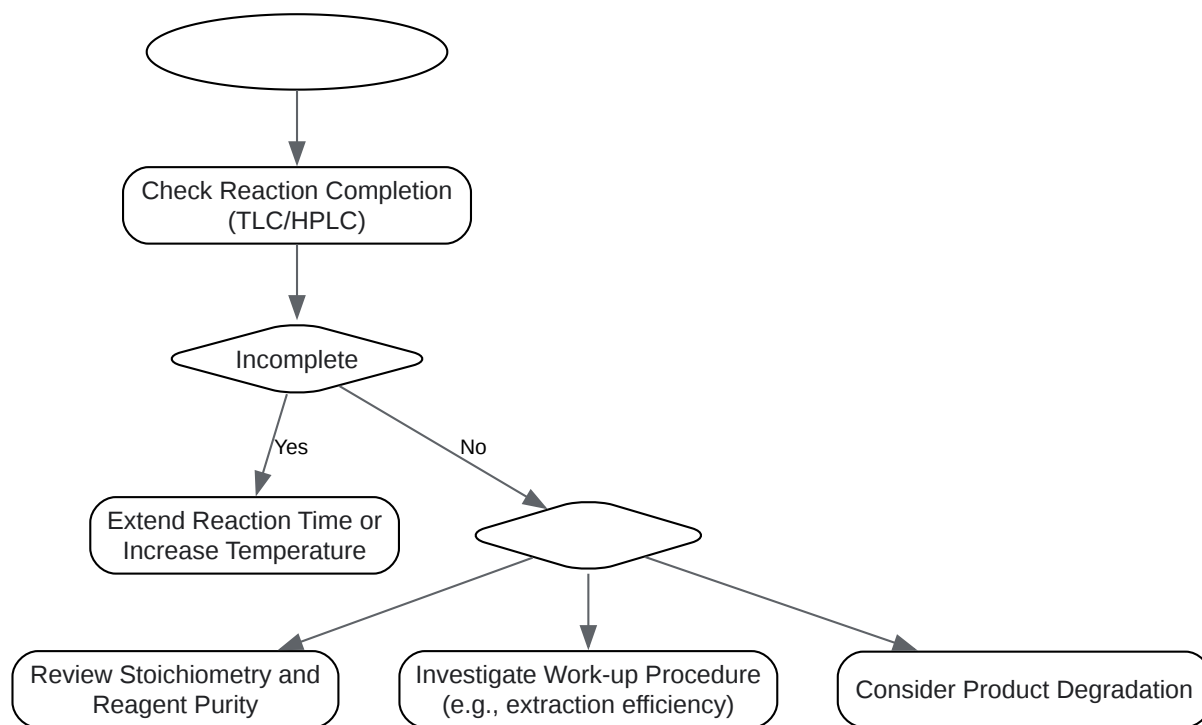 Check Reaction Completion
(TLC/HPLC)
Incomplete
Yes
No
Extend Reaction Time or
Increase Temperature
Review Stoichiometry and
Reagent Purity
Investigate Work-up Procedure
(e.g., extraction efficiency)
Consider Product Degradation